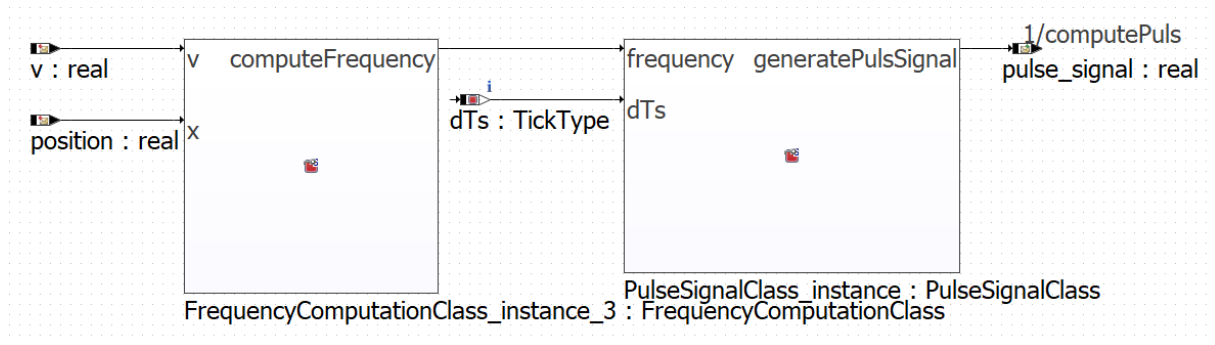 1/computePuls
v : real
v computeFrequency
frequency generatePulsSignal
pulse_signal : real
i
dTs : TickType
dTs
position : real
x
PulseSignalClass_instance : PulseSignalClass
FrequencyComputationClass_instance_3 : FrequencyComputationClass